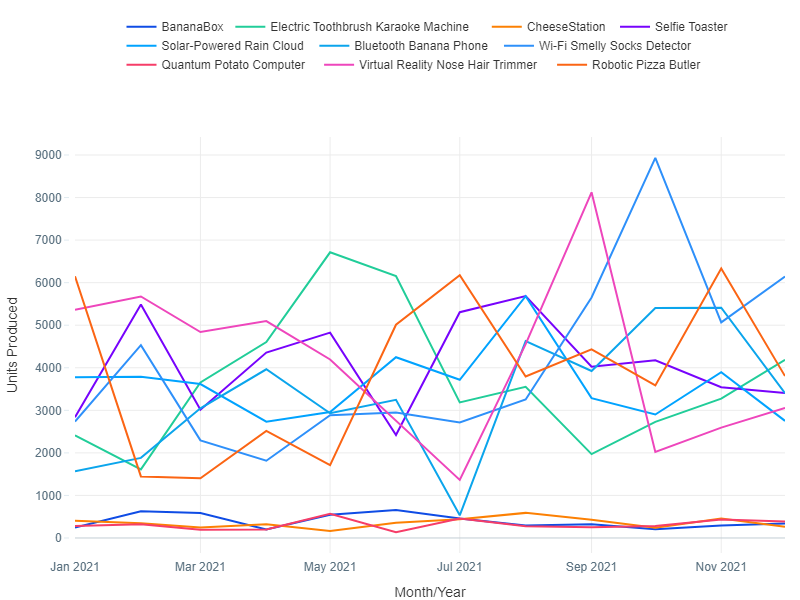 BananaBox Electric Toothbrush Karaoke Machine CheeseStation Selfie Toaster
Solar-Powered Rain Cloud Bluetooth Banana Phone Wi-Fi Smelly Socks Detector
Quantum Potato Computer Virtual Reality Nose Hair Trimmer Robotic Pizza Butler
9000
8000
7000
6000
5000
4000
3000
2000
1000
0
Units Produced
Jan 2021 Mar 2021 May 2021 Jul 2021 Sep 2021 Nov 2021
Month/Year